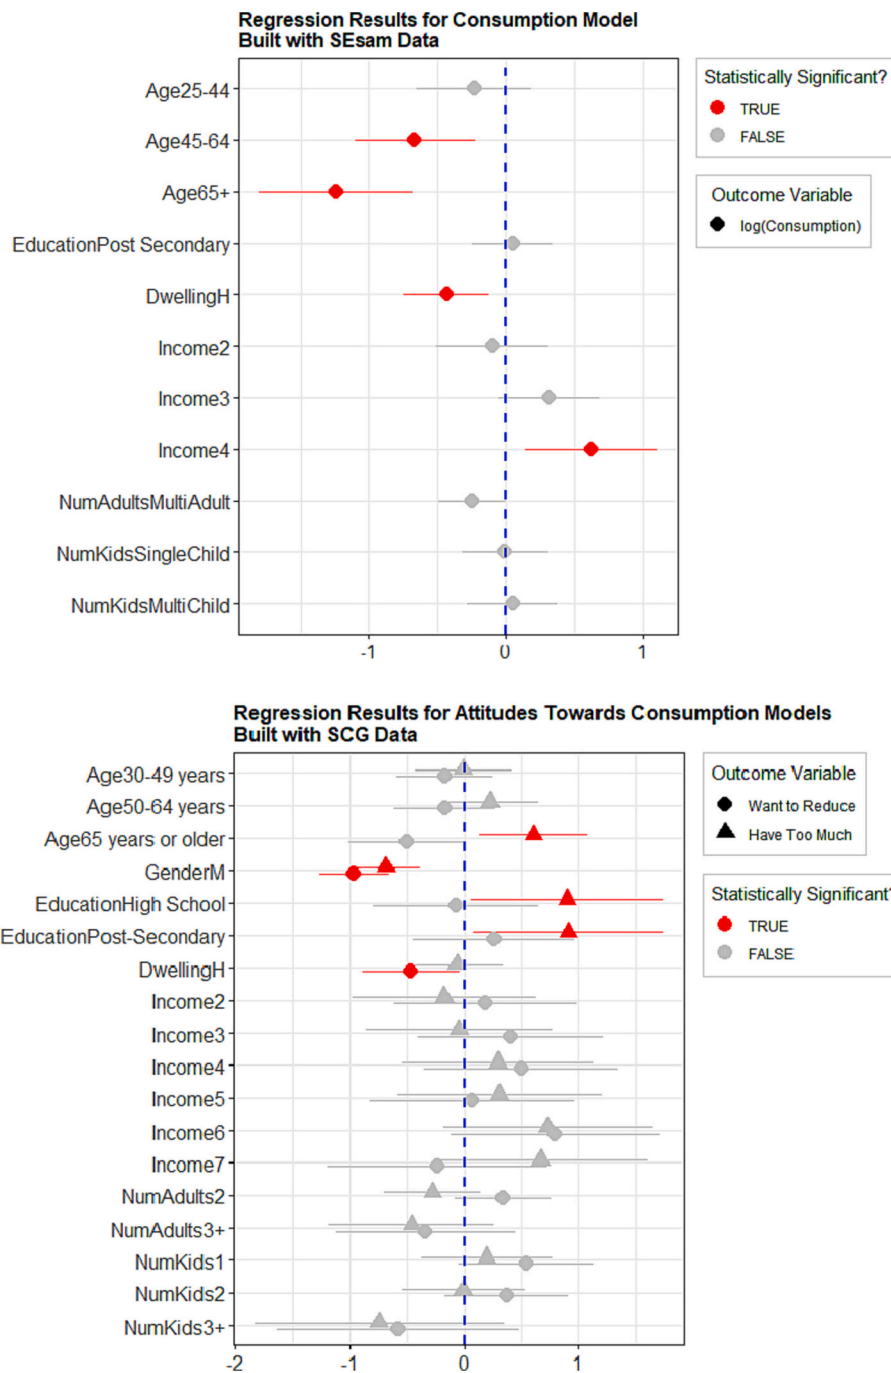 Regression Results for Consumption Model
Built with SEsam Data
Age25-44
Age45-64
Age65+
EducationPost Secondary
DwellingH
Income2
Income3
Income4
NumAdultsMultiAdult
NumKidsSingleChild
NumKidsMultiChild
-1
0
1
Statistically Significant?
TRUE
FALSE
Outcome Variable
log(Consumption)
Regression Results for Attitudes Towards Consumption Models
Built with SCG Data
Age30-49 years
Age50-64 years
Age65 years or older
GenderM
EducationHigh School
EducationPost-Secondary
DwellingH
Income2
Income3
Income4
Income5
Income6
Income7
NumAdults2
NumAdults3+
NumKids1
NumKids2
NumKids3+
-2
-1
0
1
Outcome Variable
Want to Reduce
Have Too Much
Statistically Significant?
TRUE
FALSE